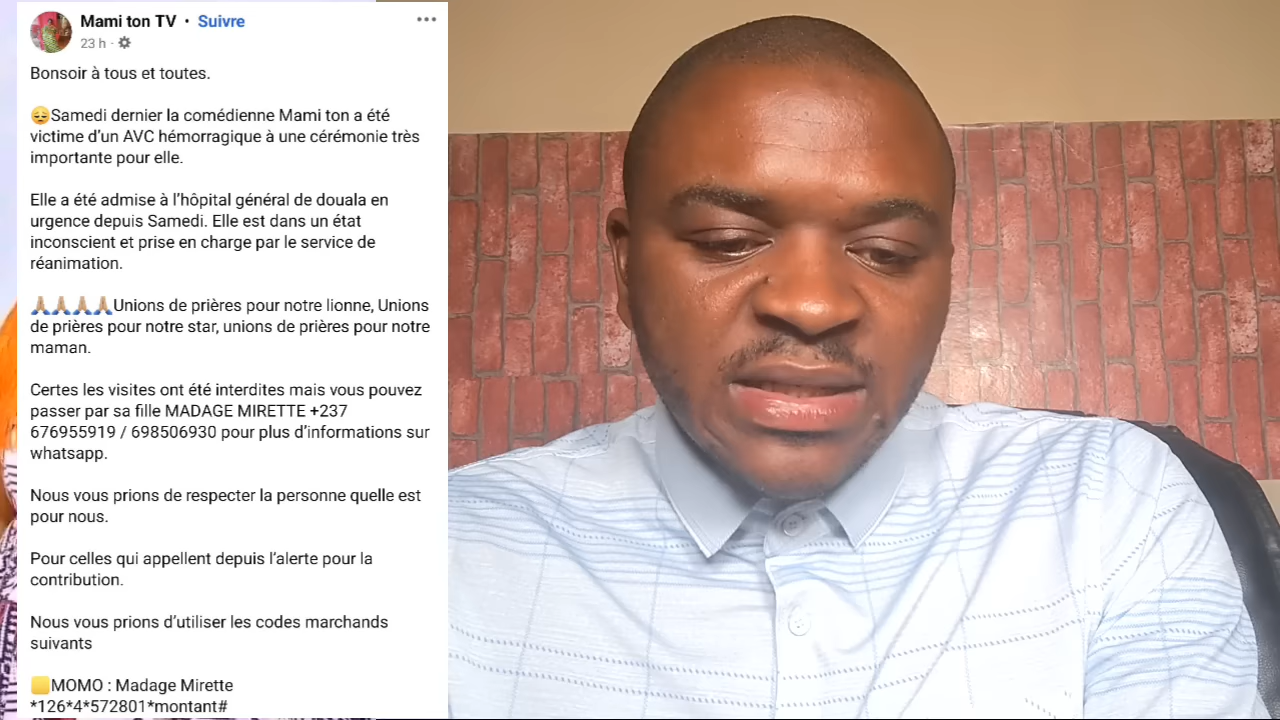 Mami ton TV · Suivre
23 h ·
Bonsoir à tous et toutes.
😔Samedi dernier la comédienne Mami ton a été
victime d'un AVC hémorragique à une cérémonie très
importante pour elle.
Elle a été admise à l'hôpital général de douala en
urgence depuis Samedi. Elle est dans un état
inconscient et prise en charge par le service de
réanimation.
🙏🏽🙏🏽🙏🏽🙏🏽Unions de prières pour notre lionne, Unions
de prières pour notre star, unions de prières pour notre
maman.
Certes les visites ont été interdites mais vous pouvez
passer par sa fille MADAGE MIRETTE +237
676955919 / 698506930 pour plus d'informations sur
whatsapp.
Nous vous prions de respecter la personne quelle est
pour nous.
Pour celles qui appellent depuis l'alerte pour la
contribution.
Nous vous prions d'utiliser les codes marchands
suivants
🟨MOMO : Madage Mirette
*126*4*572801*montant#